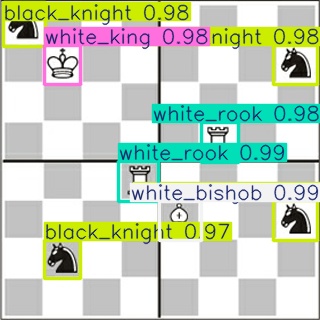 black_knight 0.98
white_king 0.98
night 0.98
white_rook 0.98
white_rook 0.99
white_bishob 0.99
black_knight 0.97